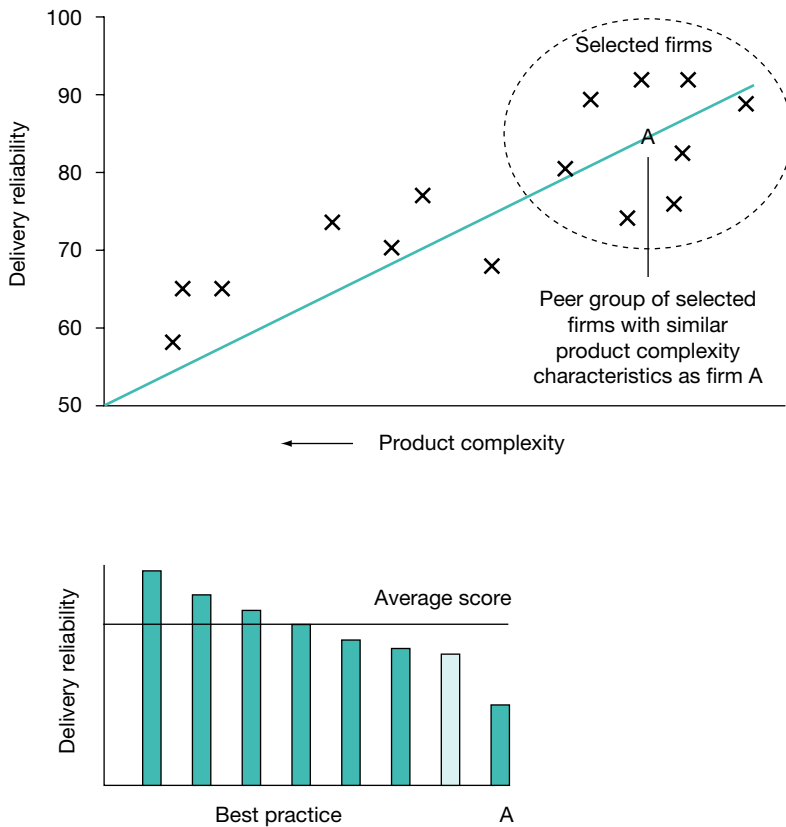 100
90
80
70
60
50
Delivery reliability
Selected firms
A
Peer group of selected
firms with similar
product complexity
characteristics as firm A
Product complexity
Delivery reliability
Average score
Best practice
A